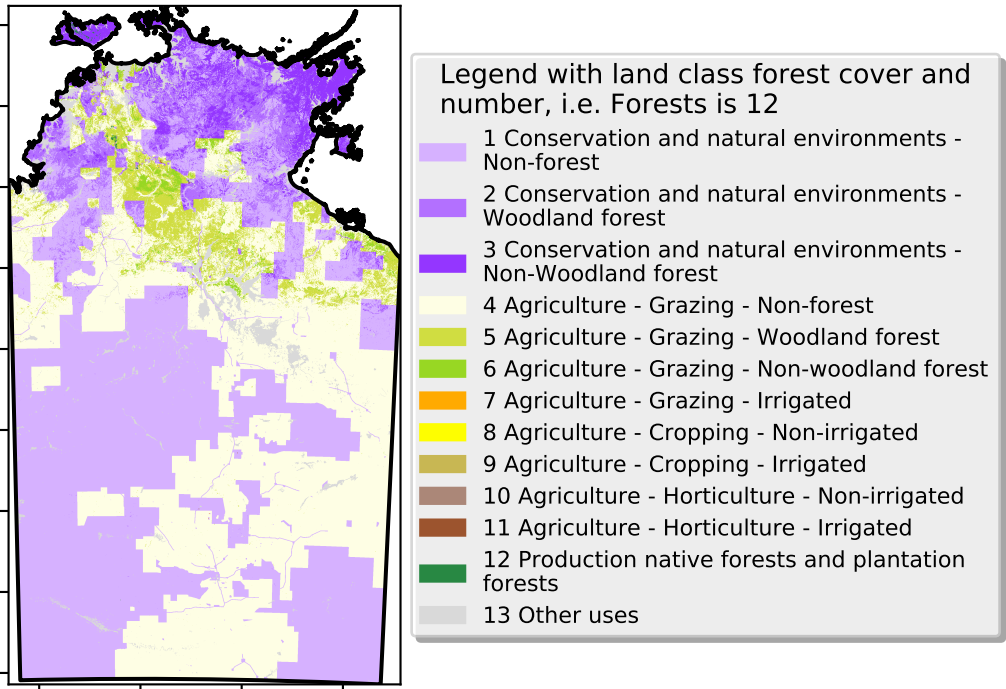 Legend with land class forest cover and
number, i.e. Forests is 12
1 Conservation and natural environments -
Non-forest
2 Conservation and natural environments -
Woodland forest
3 Conservation and natural environments -
Non-Woodland forest
4 Agriculture - Grazing - Non-forest
5 Agriculture - Grazing - Woodland forest
6 Agriculture - Grazing - Non-woodland forest
7 Agriculture - Grazing - Irrigated
8 Agriculture - Cropping - Non-irrigated
9 Agriculture - Cropping - Irrigated
10 Agriculture - Horticulture - Non-irrigated
11 Agriculture - Horticulture - Irrigated
12 Production native forests and plantation
forests
13 Other uses